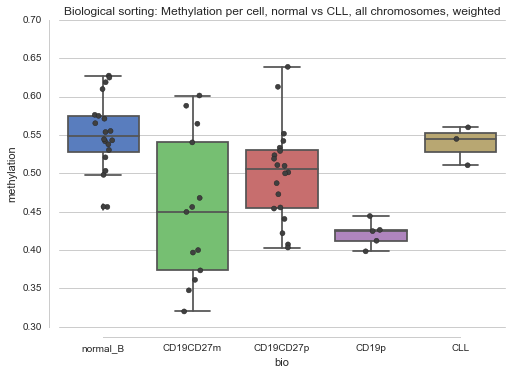 Biological sorting: Methylation per cell, normal vs CLL, all chromosomes, weighted
0.70
0.65
0.60
0.55
0.50
0.45
0.40
0.35
0.30
methylation
normal_B CD19CD27m CD19CD27p CD19p CLL
bio